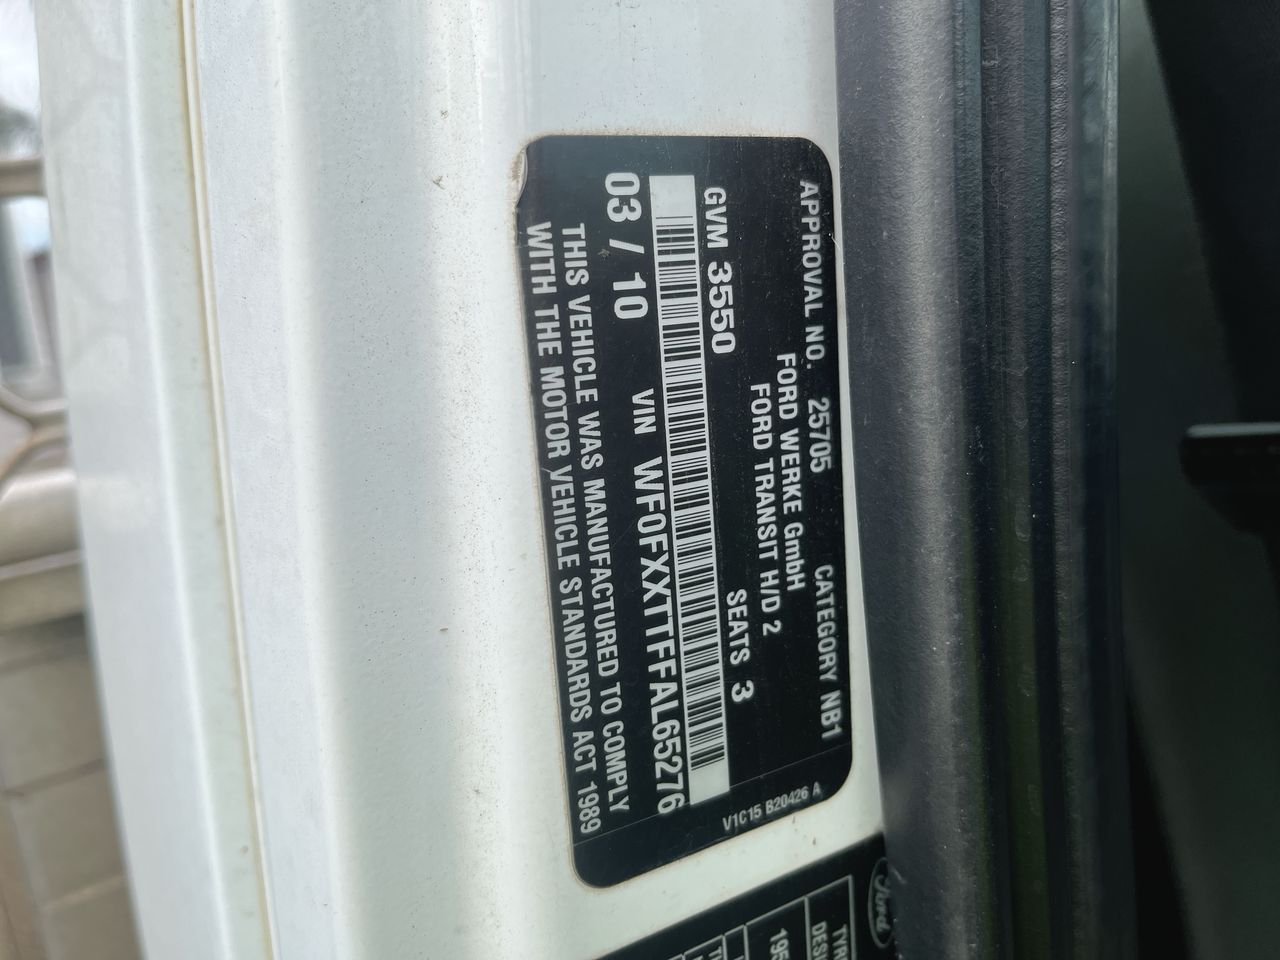 APPROVAL NO. 25705 CATEGORY NB1
FORD WERKE GmbH
FORD TRANSIT H/D 2
GVM 3550 SEATS 3
03 / 10 VIN WF0FXXTTFFAL65276
THIS VEHICLE WAS MANUFACTURED TO COMPLY
WITH THE MOTOR VEHICLE STANDARDS ACT 1989
V1C15 B20426 A
Ford